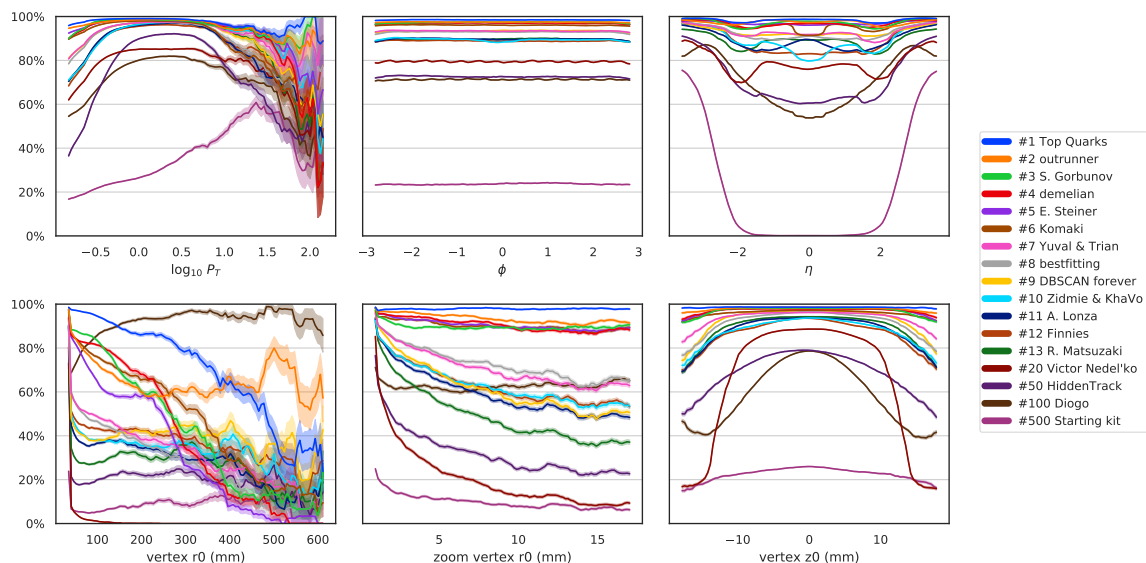 100%
80%
60%
40%
20%
0%
−0.5 0.0 0.5 1.0 1.5 2.0
log10 PT
−3 −2 −1 0 1 2 3
ϕ
−2 0 2
η
100%
80%
60%
40%
20%
0%
100 200 300 400 500 600
vertex r0 (mm)
5 10 15
zoom vertex r0 (mm)
−10 0 10
vertex z0 (mm)
#1 Top Quarks
#2 outrunner
#3 S. Gorbunov
#4 demelian
#5 E. Steiner
#6 Komaki
#7 Yuval & Trian
#8 bestfitting
#9 DBSCAN forever
#10 Zidmie & KhaVo
#11 A. Lonza
#12 Finnies
#13 R. Matsuzaki
#20 Victor Nedel'ko
#50 HiddenTrack
#100 Diogo
#500 Starting kit